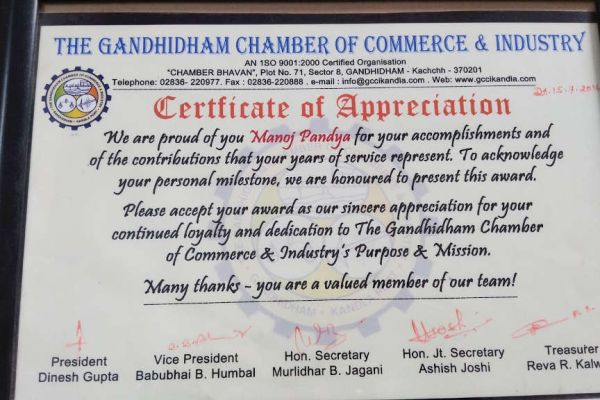 THE GANDHIDHAM CHAMBER OF COMMERCE & INDUSTRY
AN ISO 9001:2000 Certified Organisation
"CHAMBER BHAVAN", Plot No. 71, Sector 8, GANDHIDHAM - Kachchh - 370201
Telephone: 02836- 220977. Fax : 02836-220888 . e-mail : info@gccikandla.com . Web: www.gccikandia.com
Certficate of Appreciation
We are proud of you Manoj Pandya for your accomplishments and
of the contributions that your years of service represent. To acknowledge
your personal milestone, we are honoured to present this award.
Please accept your award as our sincere appreciation for your
continued loyalty and dedication to The Gandhidham Chamber
of Commerce & Industry's Purpose & Mission.
Many thanks - you are a valued member of our team!
President
Dinesh Gupta
Vice President
Babubhai B. Humbal
Hon. Secretary
Murlidhar B. Jagani
Hon. Jt. Secretary
Ashish Joshi
Treasurer
Reva R. Kalw